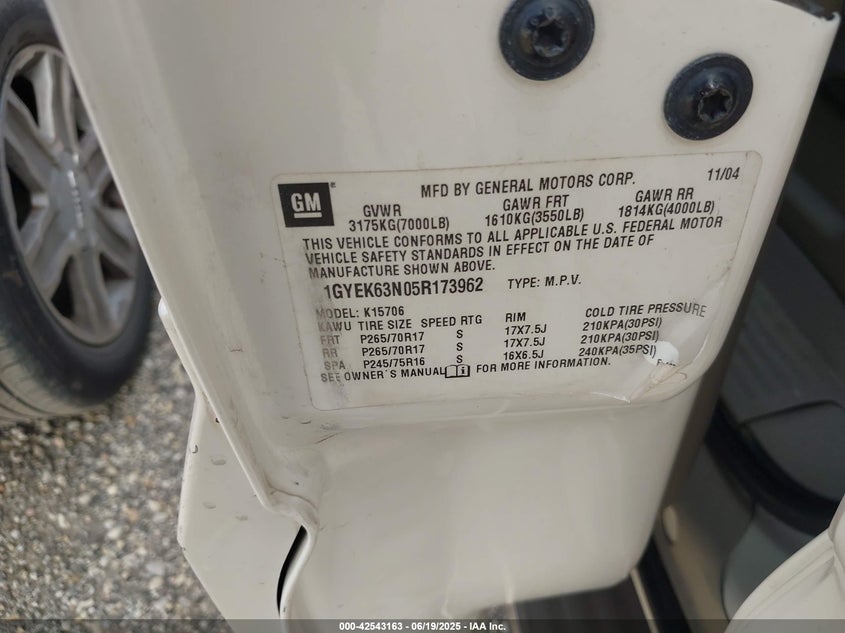 GM
®
MFD BY GENERAL MOTORS CORP. 11/04
GVWR GAWR FRT GAWR RR
3175KG(7000LB) 1610KG(3550LB) 1814KG(4000LB)
THIS VEHICLE CONFORMS TO ALL APPLICABLE U.S. FEDERAL MOTOR
VEHICLE SAFETY STANDARDS IN EFFECT ON THE DATE OF
MANUFACTURE SHOWN ABOVE.
1GYEK63N05R173962 TYPE: M.P.V.
MODEL: K15706
KAWU TIRE SIZE SPEED RTG RIM COLD TIRE PRESSURE
FRT P265/70R17 S 17X7.5J 210KPA(30PSI)
RR P265/70R17 S 17X7.5J 210KPA(30PSI)
SPA P245/75R16 S 16X6.5J 240KPA(35PSI)
SEE OWNER'S MANUAL i FOR MORE INFORMATION.
000-42543163 - 06/19/2025 - IAA Inc.